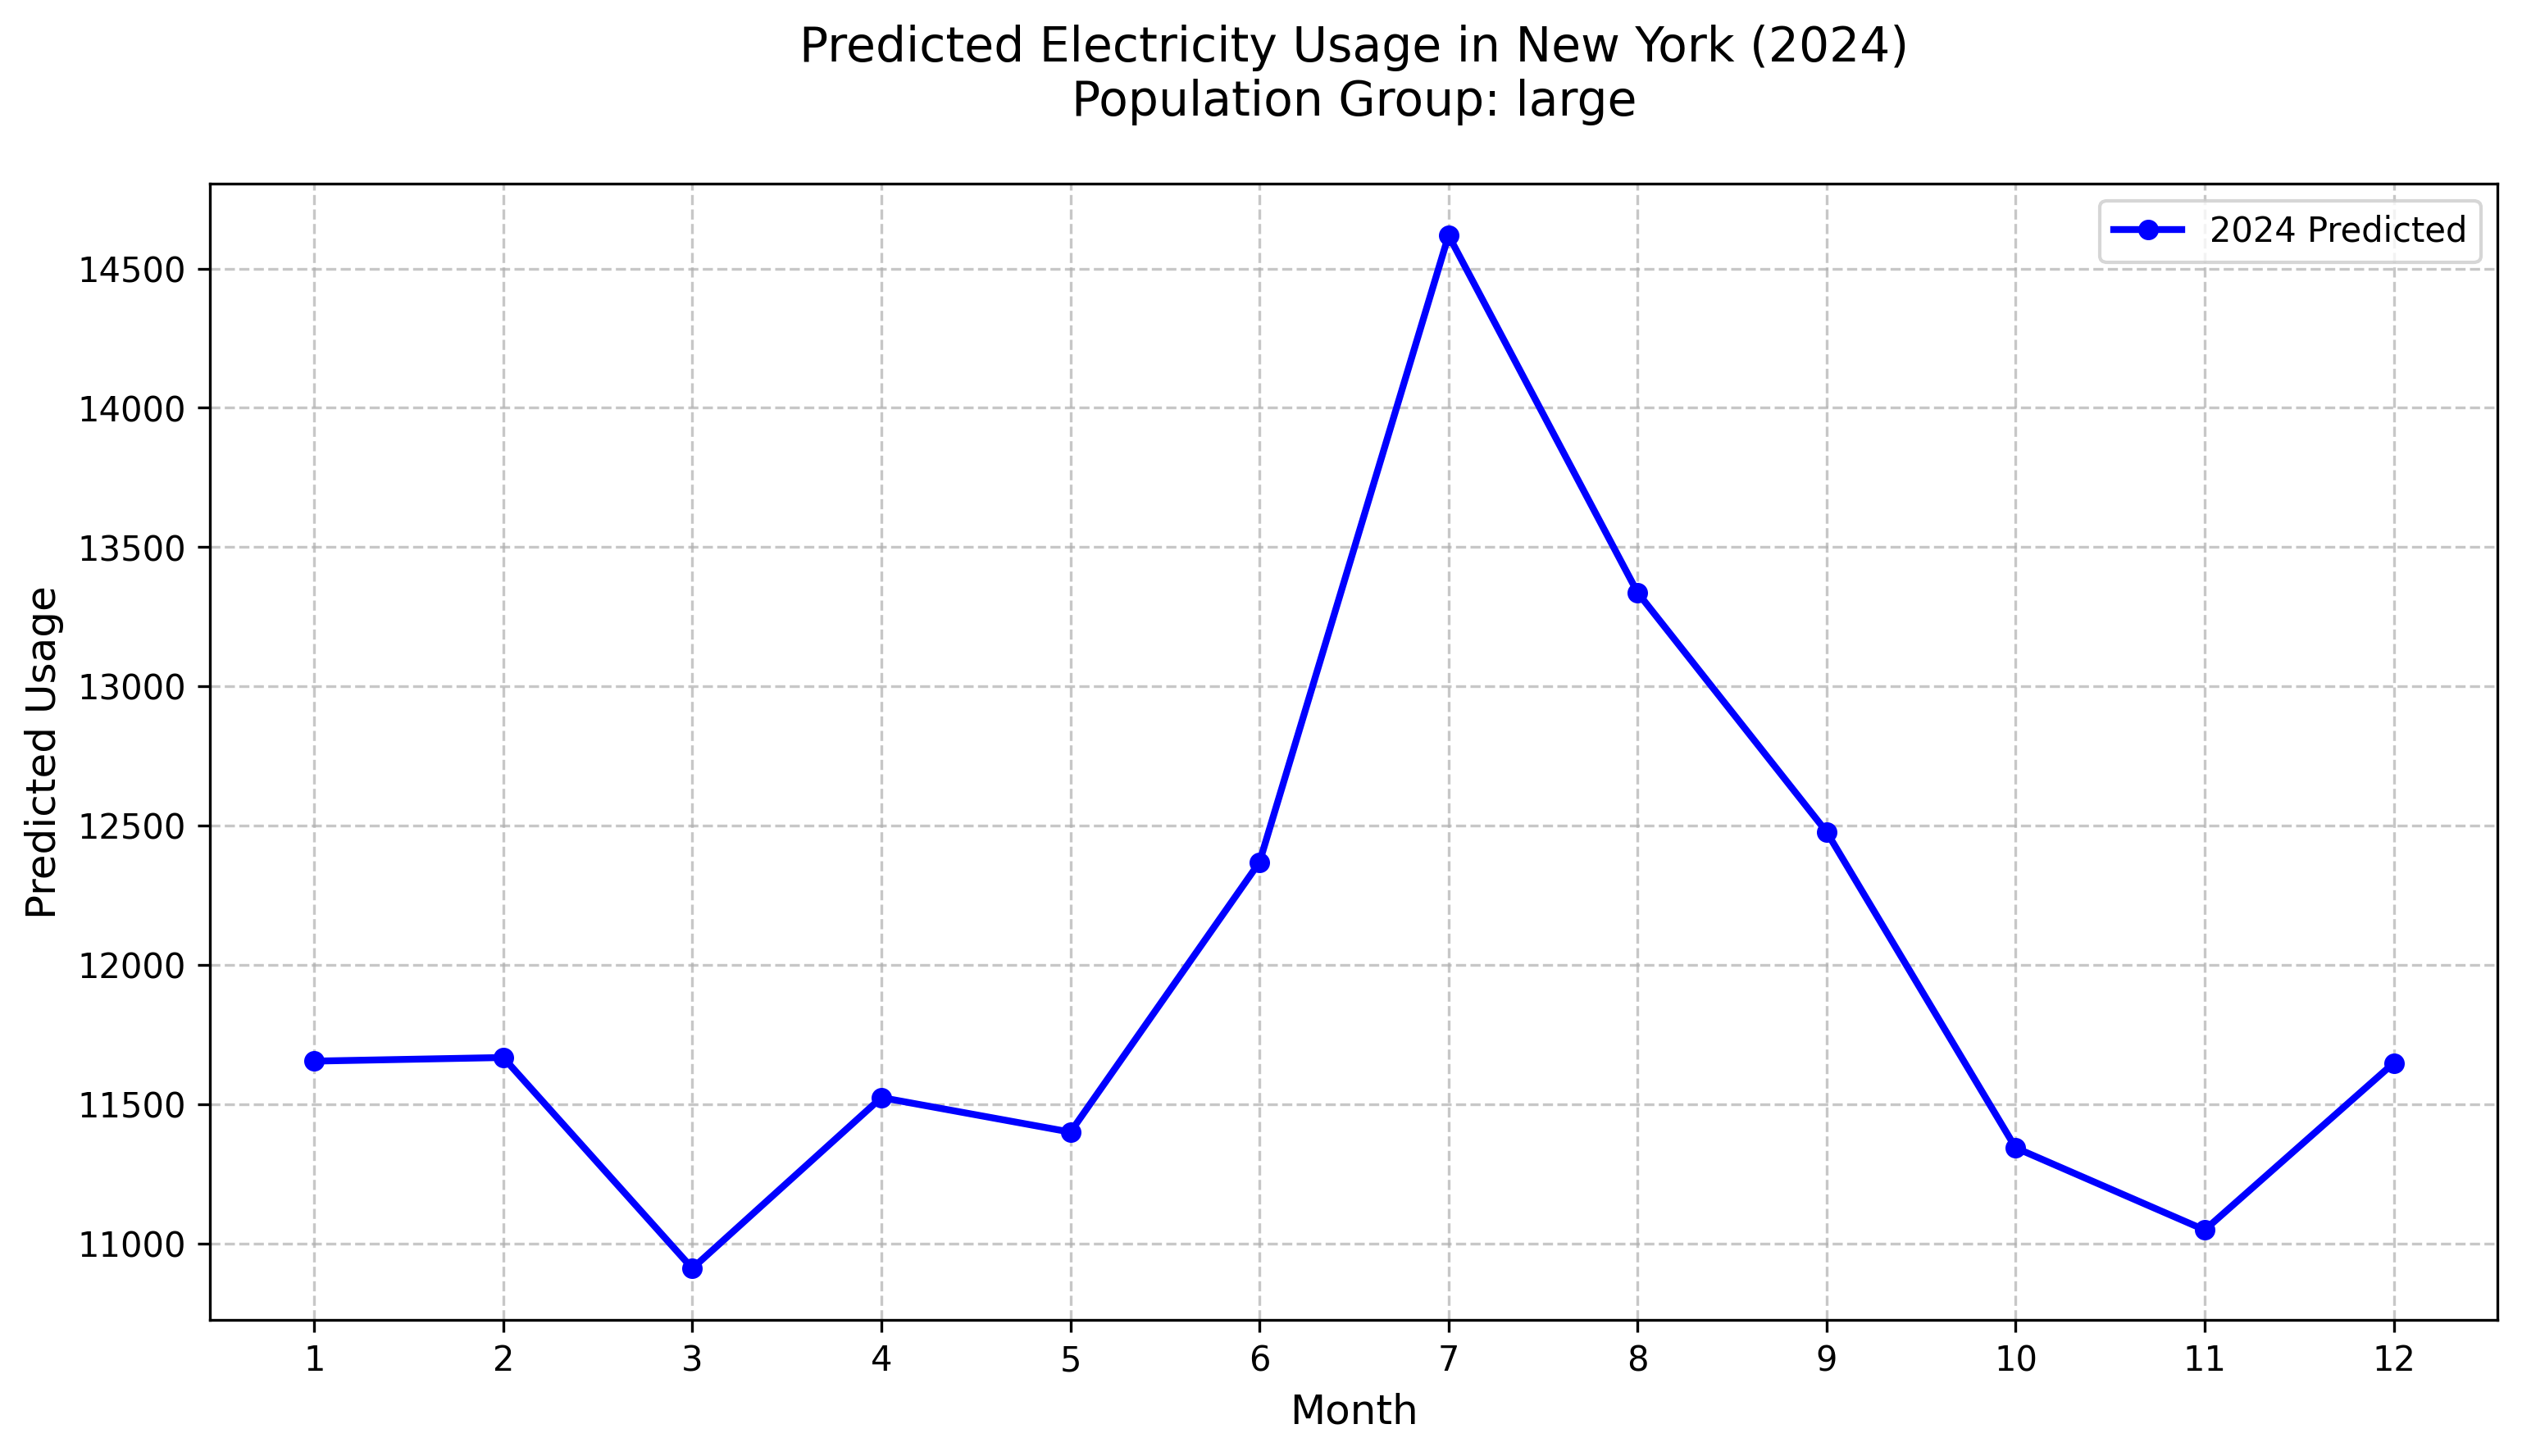 Predicted Electricity Usage in New York (2024)
Population Group: large
2024 Predicted
Predicted Usage
14500
14000
13500
13000
12500
12000
11500
11000
1 2 3 4 5 6 7 8 9 10 11 12
Month